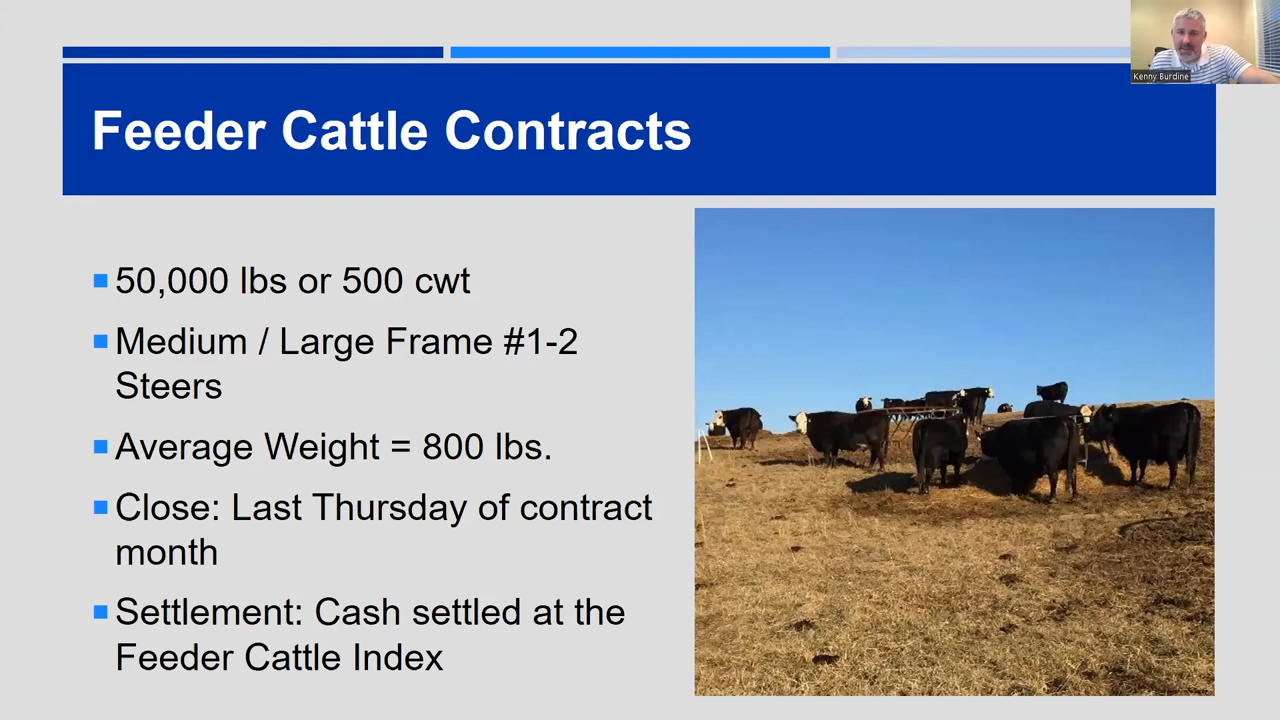 Kenny Burdine
Feeder Cattle Contracts
50,000 lbs or 500 cwt
Medium / Large Frame #1-2
Steers
Average Weight = 800 lbs.
Close: Last Thursday of contract
month
Settlement: Cash settled at the
Feeder Cattle Index